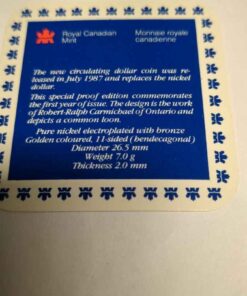 Royal Canadian Mint
Monnaie royale canadienne
The new circulating dollar coin was re-
leased in July 1987 and replaces the nickel
dollar.
This special proof edition commemorates
the first year of issue. The design is the work
of Robert-Ralph Carmichael of Ontario and
depicts a common loon.
Pure nickel electroplated with bronze
Golden coloured, 11-sided (hendecagonal)
Diameter 26.5 mm
Weight 7.0 g
Thickness 2.0 mm